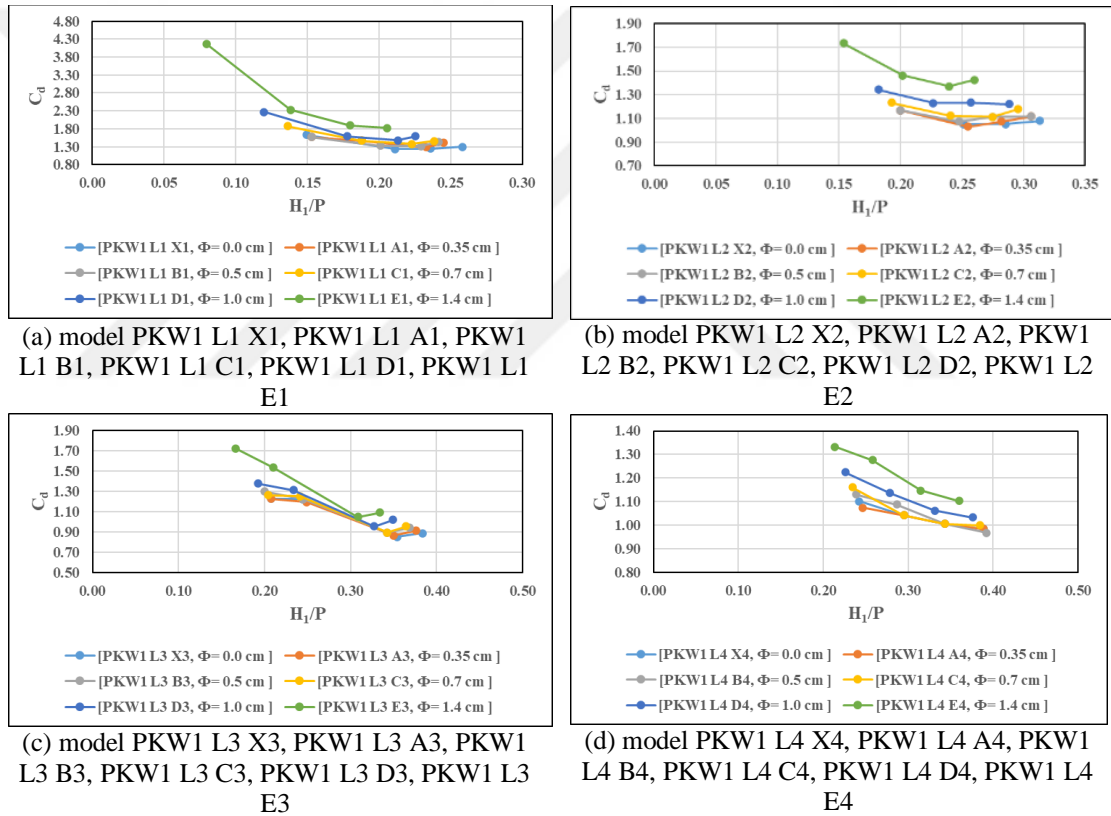 4.80
4.30
3.80
3.30
2.80
2.30
1.80
1.30
0.80
C_d
0.00 0.05 0.10 0.15 0.20 0.25 0.30
H₁/P
[PKW1 L1 X1, Φ= 0.0 cm ] [PKW1 L1 A1, Φ= 0.35 cm ]
[PKW1 L1 B1, Φ= 0.5 cm ] [PKW1 L1 C1, Φ= 0.7 cm ]
[PKW1 L1 D1, Φ= 1.0 cm ] [PKW1 L1 E1, Φ= 1.4 cm ]
(a) model PKW1 L1 X1, PKW1 L1 A1, PKW1
L1 B1, PKW1 L1 C1, PKW1 L1 D1, PKW1 L1
E1
1.90
1.70
1.50
1.30
1.10
0.90
0.70
C_d
0.00 0.05 0.10 0.15 0.20 0.25 0.30 0.35
H₁/P
[PKW1 L2 X2, Φ= 0.0 cm ] [PKW1 L2 A2, Φ= 0.35 cm ]
[PKW1 L2 B2, Φ= 0.5 cm ] [PKW1 L2 C2, Φ= 0.7 cm ]
[PKW1 L2 D2, Φ= 1.0 cm ] [PKW1 L2 E2, Φ= 1.4 cm ]
(b) model PKW1 L2 X2, PKW1 L2 A2, PKW1
L2 B2, PKW1 L2 C2, PKW1 L2 D2, PKW1 L2
E2
1.90
1.70
1.50
1.30
1.10
0.90
0.70
0.50
C_d
0.00 0.10 0.20 0.30 0.40 0.50
H₁/P
[PKW1 L3 X3, Φ= 0.0 cm ] [PKW1 L3 A3, Φ= 0.35 cm ]
[PKW1 L3 B3, Φ= 0.5 cm ] [PKW1 L3 C3, Φ= 0.7 cm ]
[PKW1 L3 D3, Φ= 1.0 cm ] [PKW1 L3 E3, Φ= 1.4 cm ]
(c) model PKW1 L3 X3, PKW1 L3 A3, PKW1
L3 B3, PKW1 L3 C3, PKW1 L3 D3, PKW1 L3
E3
1.40
1.30
1.20
1.10
1.00
0.90
0.80
C_d
0.00 0.10 0.20 0.30 0.40 0.50
H₁/P
[PKW1 L4 X4, Φ= 0.0 cm ] [PKW1 L4 A4, Φ= 0.35 cm ]
[PKW1 L4 B4, Φ= 0.5 cm ] [PKW1 L4 C4, Φ= 0.7 cm ]
[PKW1 L4 D4, Φ= 1.0 cm ] [PKW1 L4 E4, Φ= 1.4 cm ]
(d) model PKW1 L4 X4, PKW1 L4 A4, PKW1
L4 B4, PKW1 L4 C4, PKW1 L4 D4, PKW1 L4
E4